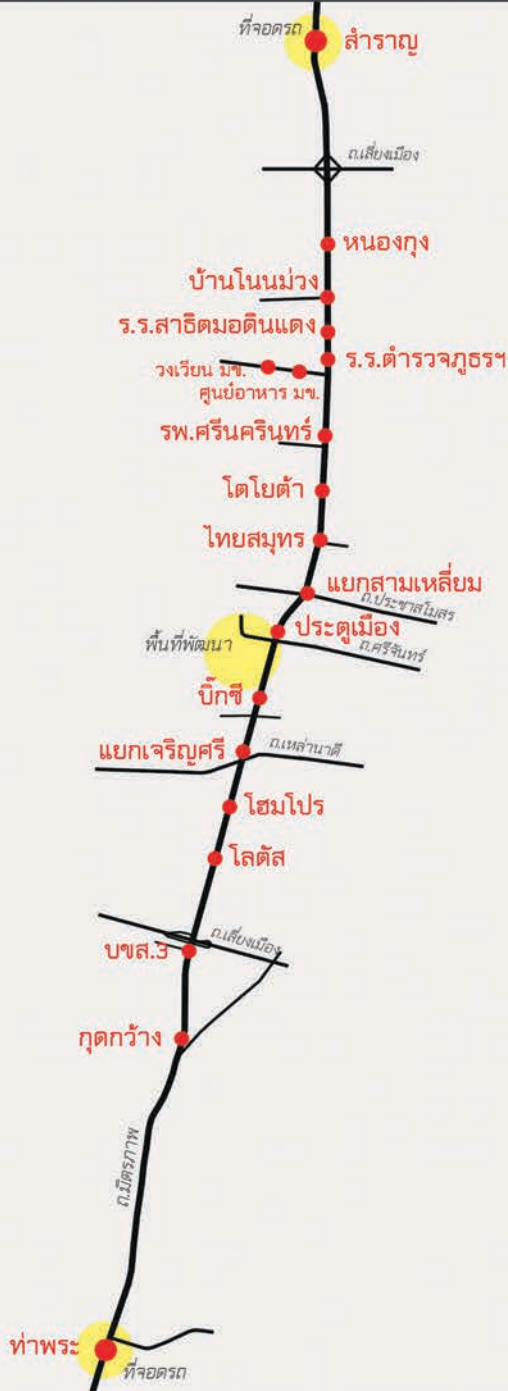 ที่จอดรถ
สำราญ
ถ.เลี่ยงเมือง
หนองกุง
บ้านโนนม่วง
ร.ร.สาธิตมอดินแดง
ร.ร.ตำรวจภูธรฯ
วงเวียน มข.
ศูนย์อาหาร มข.
รพ.ศรีนครินทร์
โตโยต้า
ไทยสมุทร
แยกสามเหลี่ยม
ถ.ประชาสโมสร
ประตูเมือง
พื้นที่พัฒนา
ถ.ศรีจันทร์
บิ๊กซี
แยกเจริญศรี
ถ.เหล่านาดี
โฮมโปร
โลตัส
ถ.เลี่ยงเมือง
บขส.3
กุดกว้าง
ถ.มิตรภาพ
ท่าพระ
ที่จอดรถ